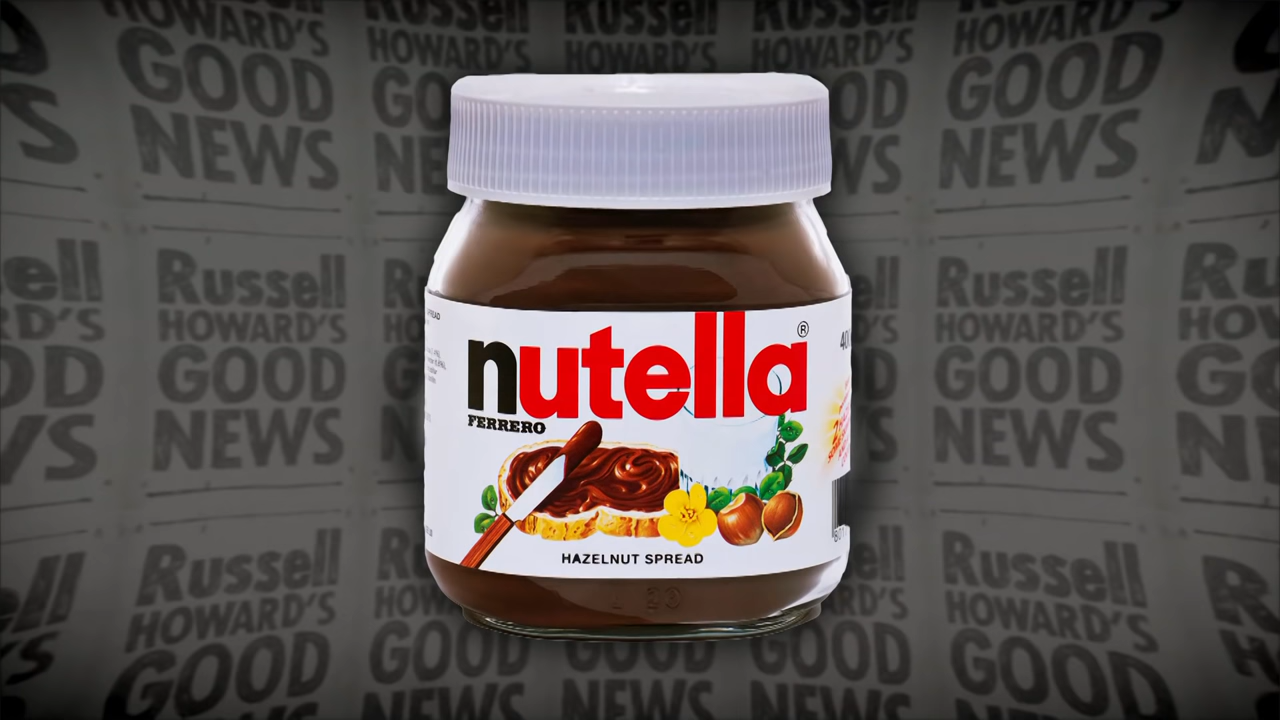 Russell
HOWARD'S
GOOD
NEWS
nutella®
FERRERO
HAZELNUT SPREAD